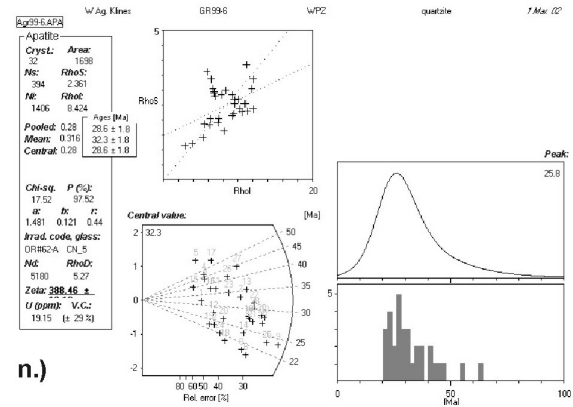 W.Ag. Klinex GR99-6 WPZ quartzite 1.Mar. 02
Agr99-6.APA
Apatite
Cryst.: Area:
32 1698
Ns: RhoS:
394 2.361
Ni: RhoI:
1406 8.424
Ages [Ma]
Pooled: 0.28 28.6 ± 1.8
Mean: 0.316 32.3 ± 1.8
Central: 0.28 28.6 ± 1.8
Chi-sq. P (%):
17.52 97.52
a: b: r:
1.481 0.121 0.44
Irrad. code, glass:
OR#62-A CN_5
Nd: RhoD:
5180 5.27
Zeta: 388.46 ±
U (ppm): V.C.:
19.15 (± 29 %)
n.)
5
RhoS
RhoI 20
Central value: [Ma]
32.3
2
1
0
-1
-2
50
45
40
35
30
25
22
80 60 50 40 30
Rel. error [%]
Peak:
25.8
5
0 50 100
[Ma]